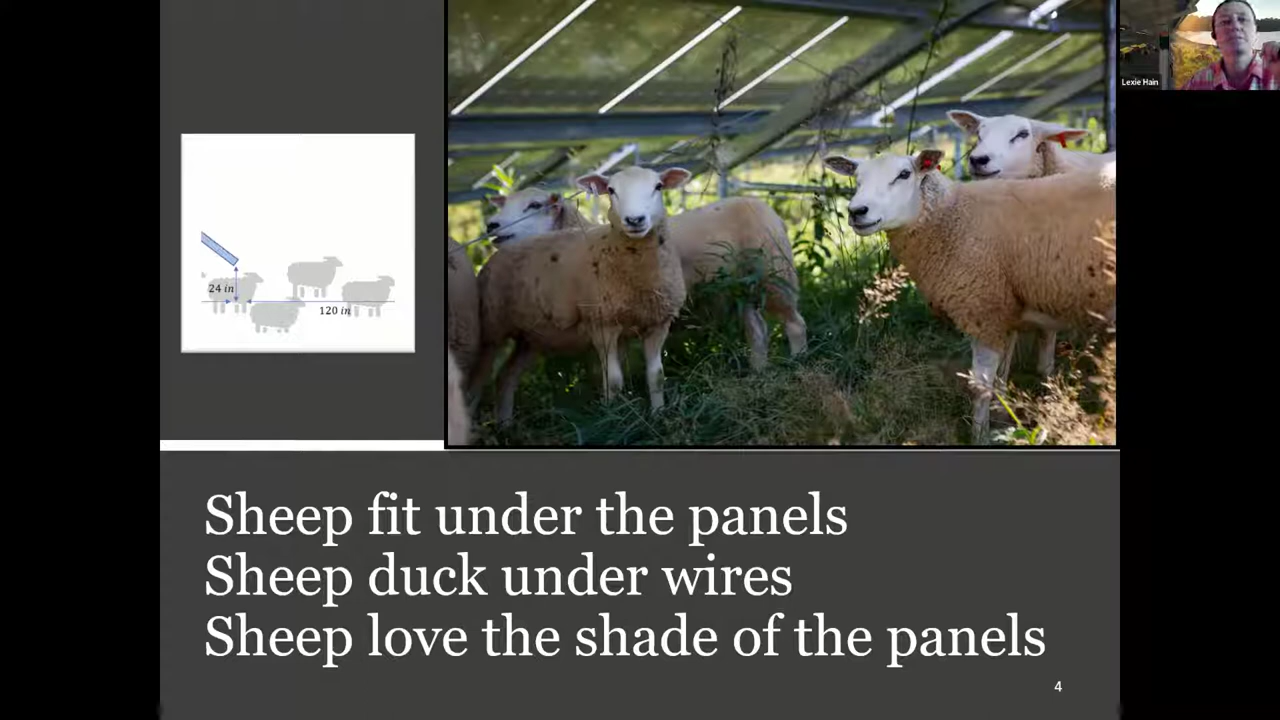 Lexie Hain
24 in
120 in
Sheep fit under the panels
Sheep duck under wires
Sheep love the shade of the panels
4